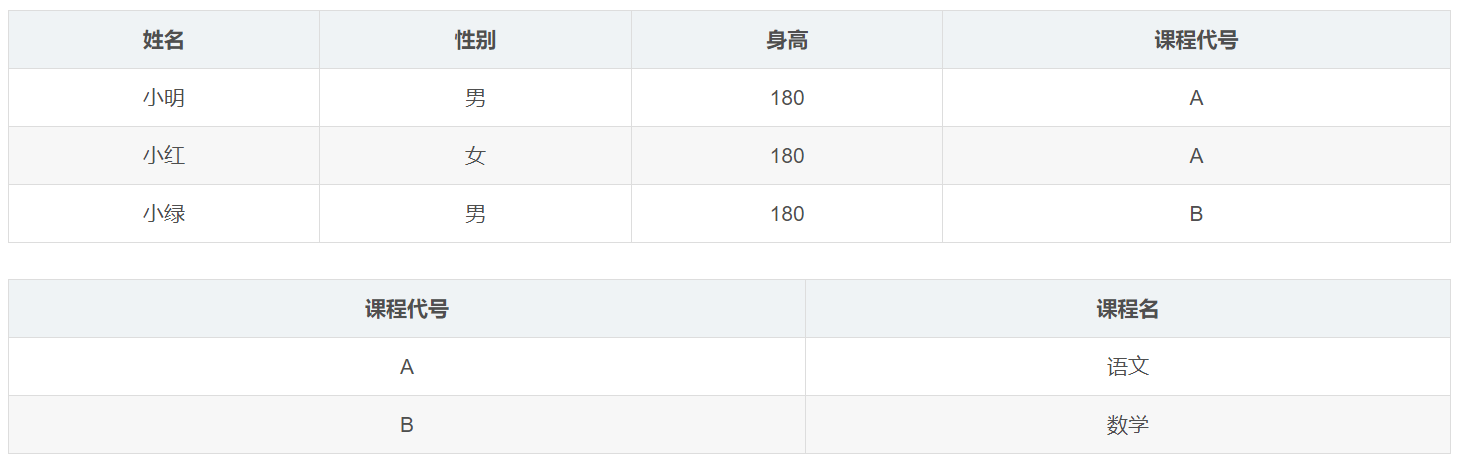 姓名 性别 身高 课程代号
小明 男 180 A
小红 女 180 A
小绿 男 180 B
课程代号 课程名
A 语文
B 数学